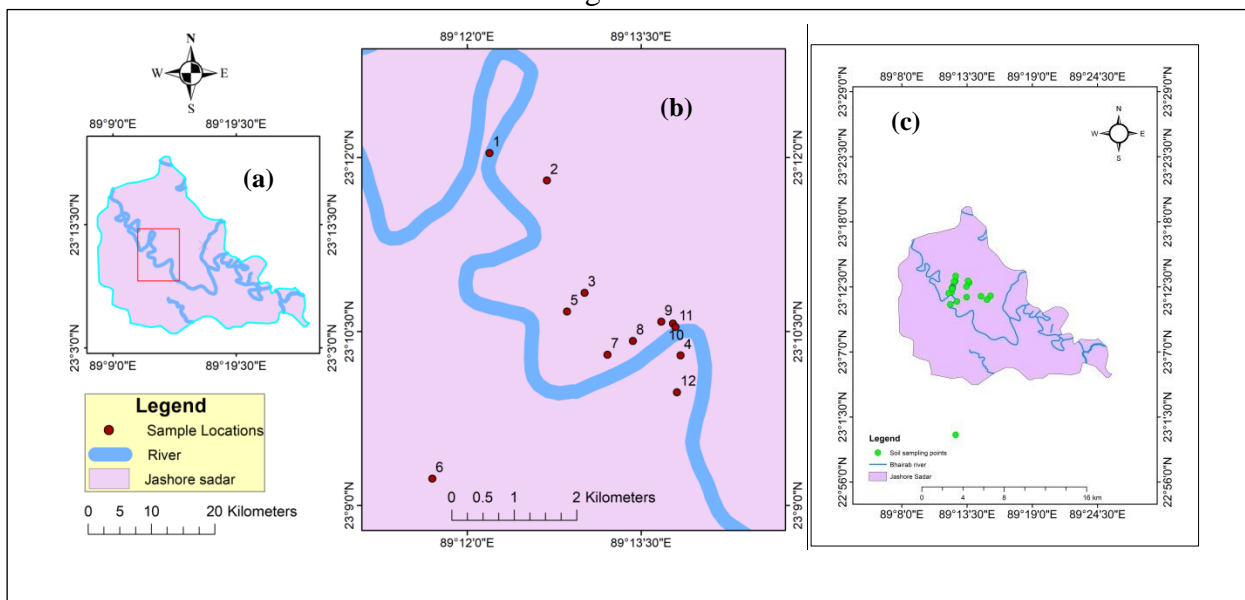 N
W E
S
89°9'0"E 89°19'30"E
23°13'30"N
23°3'0"N
23°13'30"N
23°3'0"N
(a)
89°9'0"E 89°19'30"E
Legend
Sample Locations
River
Jashore sadar
0 5 10 20 Kilometers
89°12'0"E 89°13'30"E
(b)
23°12'0"N
23°10'30"N
23°9'0"N
23°12'0"N
23°10'30"N
23°9'0"N
1
2
3
5
9 11
10
8
7 4
12
6
0 0.5 1 2 Kilometers
89°12'0"E 89°13'30"E
89°8'0"E 89°13'30"E 89°19'0"E 89°24'30"E
(c)
N
W E
S
23°29'0"N
23°23'30"N
23°18'0"N
23°12'30"N
23°7'0"N
23°1'30"N
22°56'0"N
23°29'0"N
23°23'30"N
23°18'0"N
23°12'30"N
23°7'0"N
23°1'30"N
22°56'0"N
Legend
Soil sampling points
Bhairab river
Jashore Sadar
0 4 8 16 km
89°8'0"E 89°13'30"E 89°19'0"E 89°24'30"E